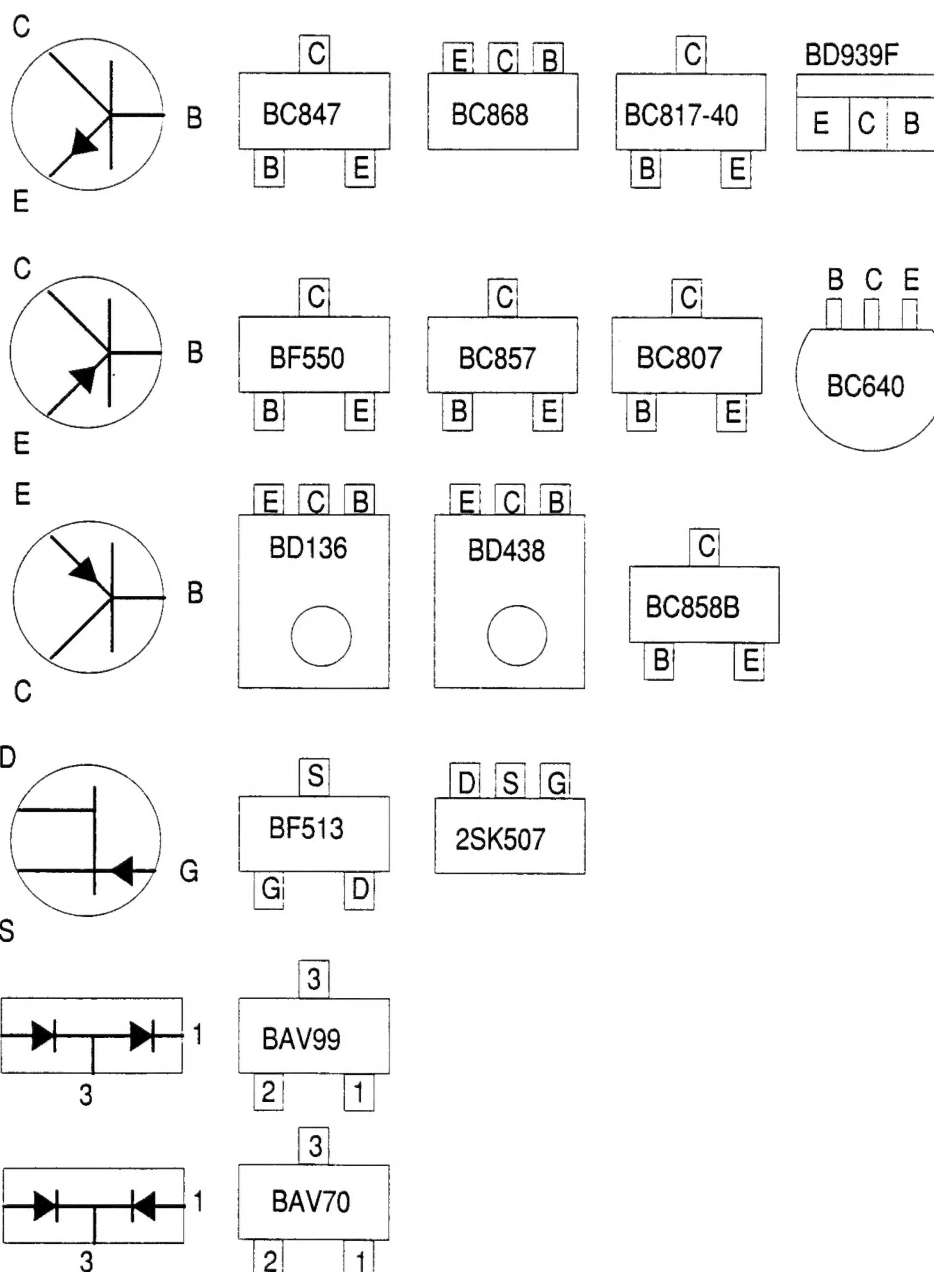 C
B
E
C
BC847
B E
E C B
BC868
C
BC817-40
B E
BD939F
E C B
C
B
E
C
BF550
B E
C
BC857
B E
C
BC807
B E
B C E
BC640
E
B
C
E C B
BD136
E C B
BD438
C
BC858B
B E
D
G
S
S
BF513
G D
D S G
2SK507
1
3
3
BAV99
2 1
1
3
3
BAV70
2 1